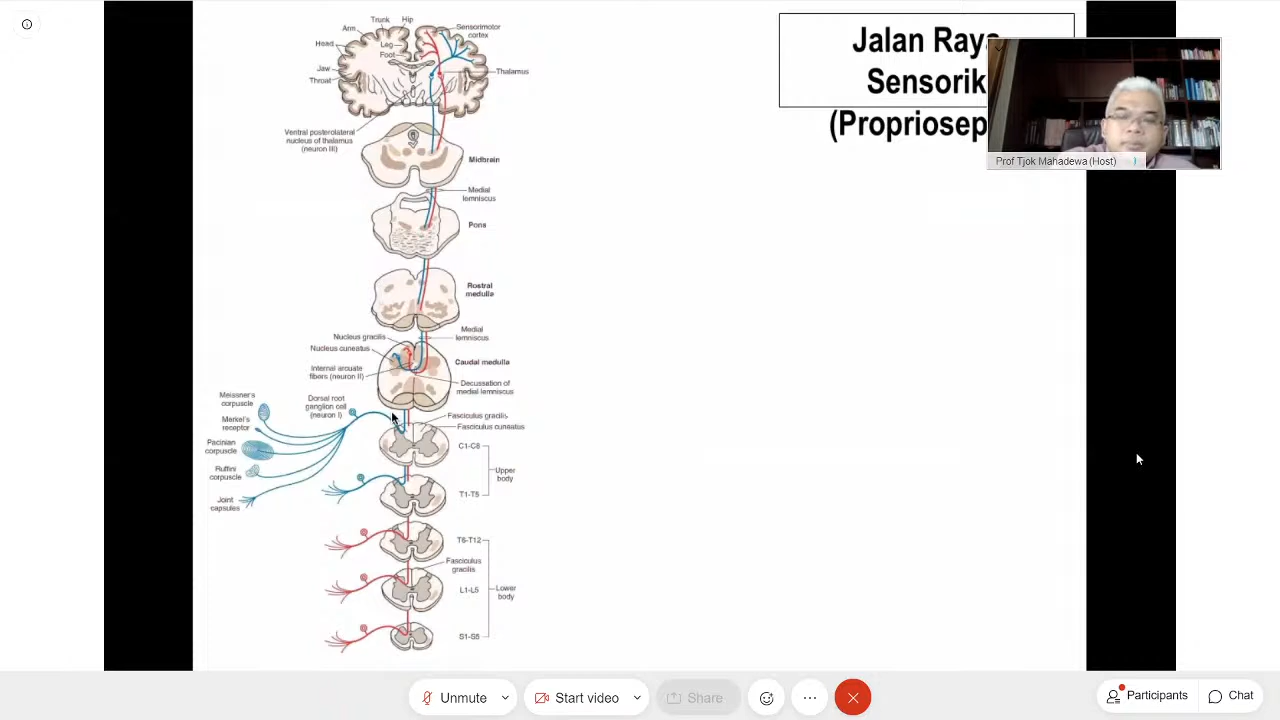 Trunk
Hip
Arm
Sensorimotor
cortex
Head
Leg
Foot
Jaw
Throat
Thalamus
Ventral posterolateral
nucleus of thalamus
(neuron III)
Midbrain
Medial
lemniscus
Pons
Rostral
medulla
Nucleus gracilis
Nucleus cuneatus
Medial
lemniscus
Internal arcuate
fibers (neuron II)
Caudal medulla
Decussation of
medial lemniscus
Meissner's
corpuscle
Dorsal root
ganglion cell
(neuron I)
Fasciculus gracilis
Fasciculus cuneatus
Merkel's
receptor
Pacinian
corpuscle
Ruffini
corpuscle
Joint
capsules
C1-C8
Upper
body
T1-T5
T6-T12
Fasciculus
gracilis
L1-L5
Lower
body
S1-S5
Jalan Raya
Sensorik
(Propriosep
Prof Tjok Mahadewa (Host)
Unmute
Start video
Share
Participants
Chat